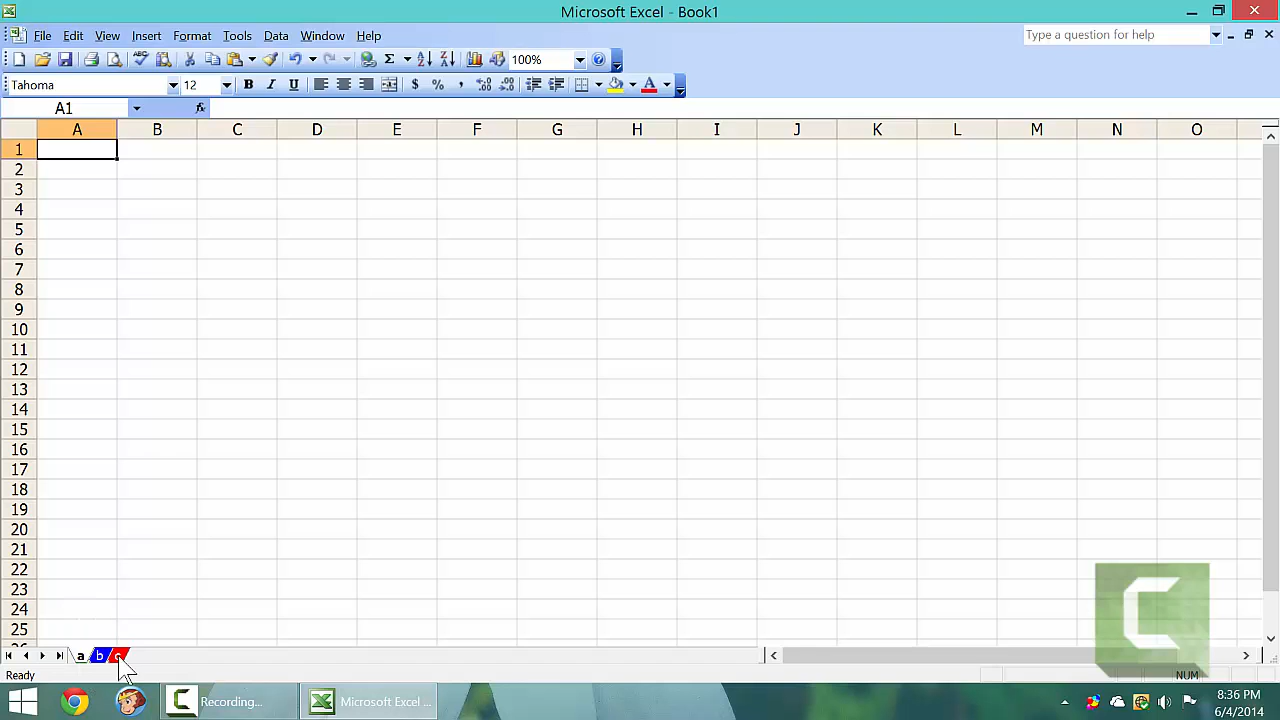 Microsoft Excel - Book1
File Edit View Insert Format Tools Data Window Help
Type a question for help
100%
Tahoma 12
A1 fx
A B C D E F G H I J K L M N O
1
2
3
4
5
6
7
8
9
10
11
12
13
14
15
16
17
18
19
20
21
22
23
24
25
a b c
Ready
NUM
Recording...
Microsoft Excel ...
8:36 PM
6/4/2014